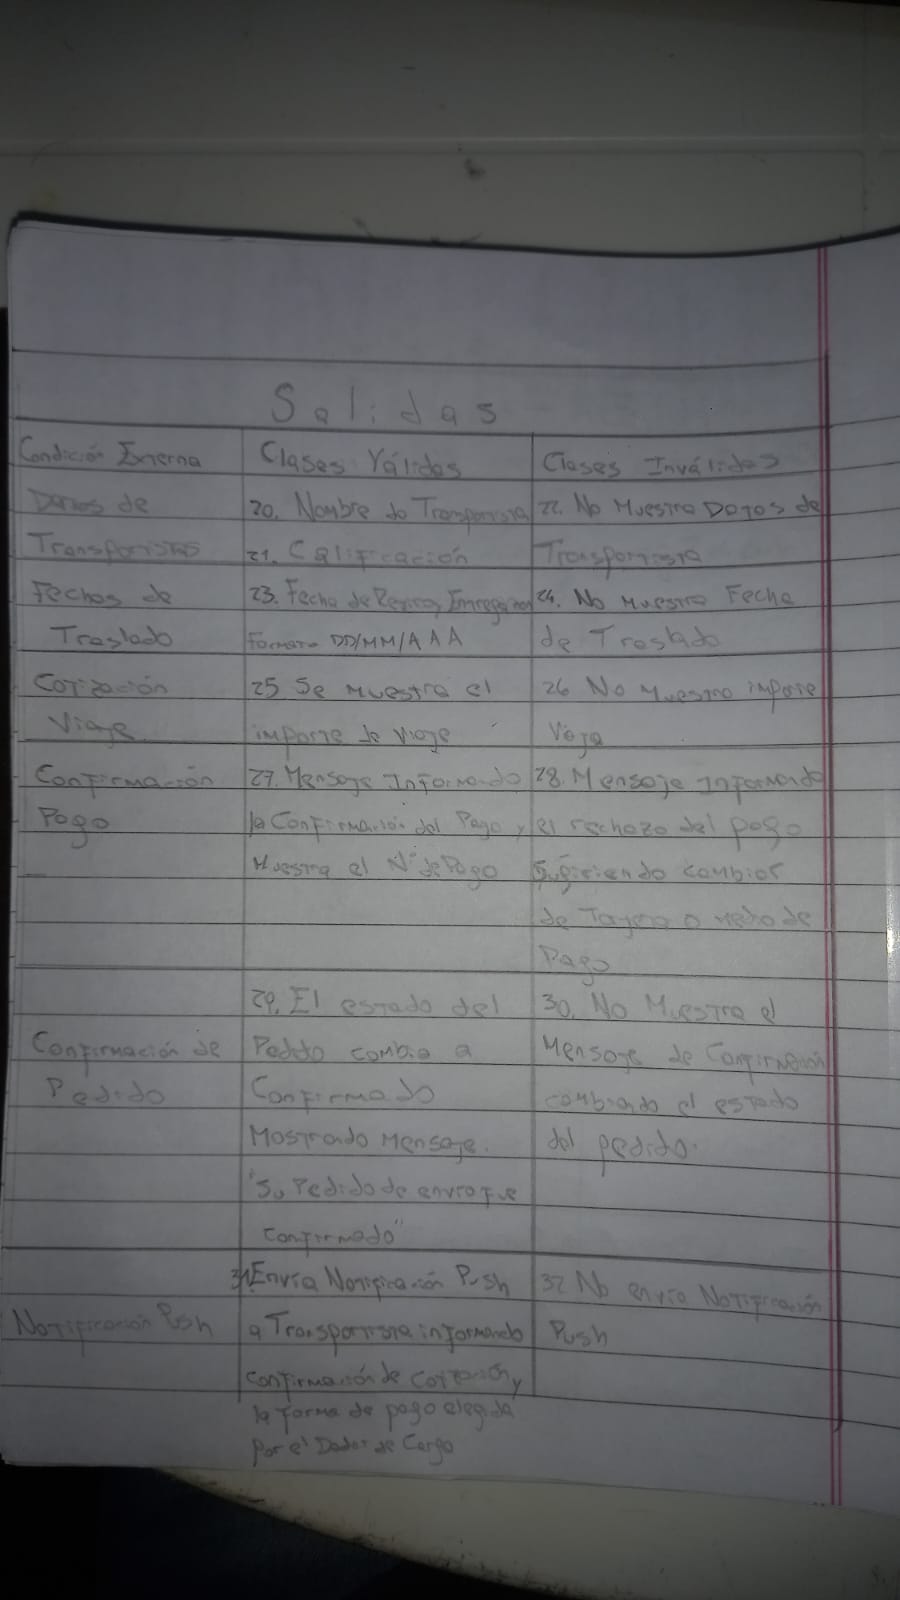 Salidas
Condición Externa
Clases Válidas
Clases Inválidas
Datos de
20. Nombre do Transportista
22. No Muestra Datos de
Transportistas
21. Calificación
Transportista
Fechas de
23. Fecha de Retiro, Entrega
24. No muestra Fecha
Traslado
Formato DD/MM/AAA
de Traslado
Cotización
25 Se muestra el
26 No muestra importe
Viaje
importe de viaje
Viaje
Confirmación
27. Mensaje Informando
28. Mensaje Informando
Pago
la Confirmación del Pago y
el rechazo del pago
Muestra el N° de Pago
Sugiriendo cambios
de Tarjeta o medio de
Pago
29. El estado del
30. No Muestra el
Confirmación de
Pedido cambia a
Mensaje de Confirmación
Pedido
Confirmado
cambiando el estado
Mostrado Mensaje.
del pedido.
"Su Pedido de envío fue
confirmado"
31. Envía Notificación Push
32 No envía Notificación
Notificación Push
a Transportista informando
Push
confirmación de Cotización y
la forma de pago elegida
por el Dador de Carga